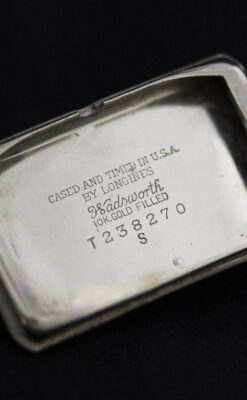 CASED AND TIMED IN U.S.A.
BY LONGINES
Wadsworth
10K. GOLD FILLED
T238270
S